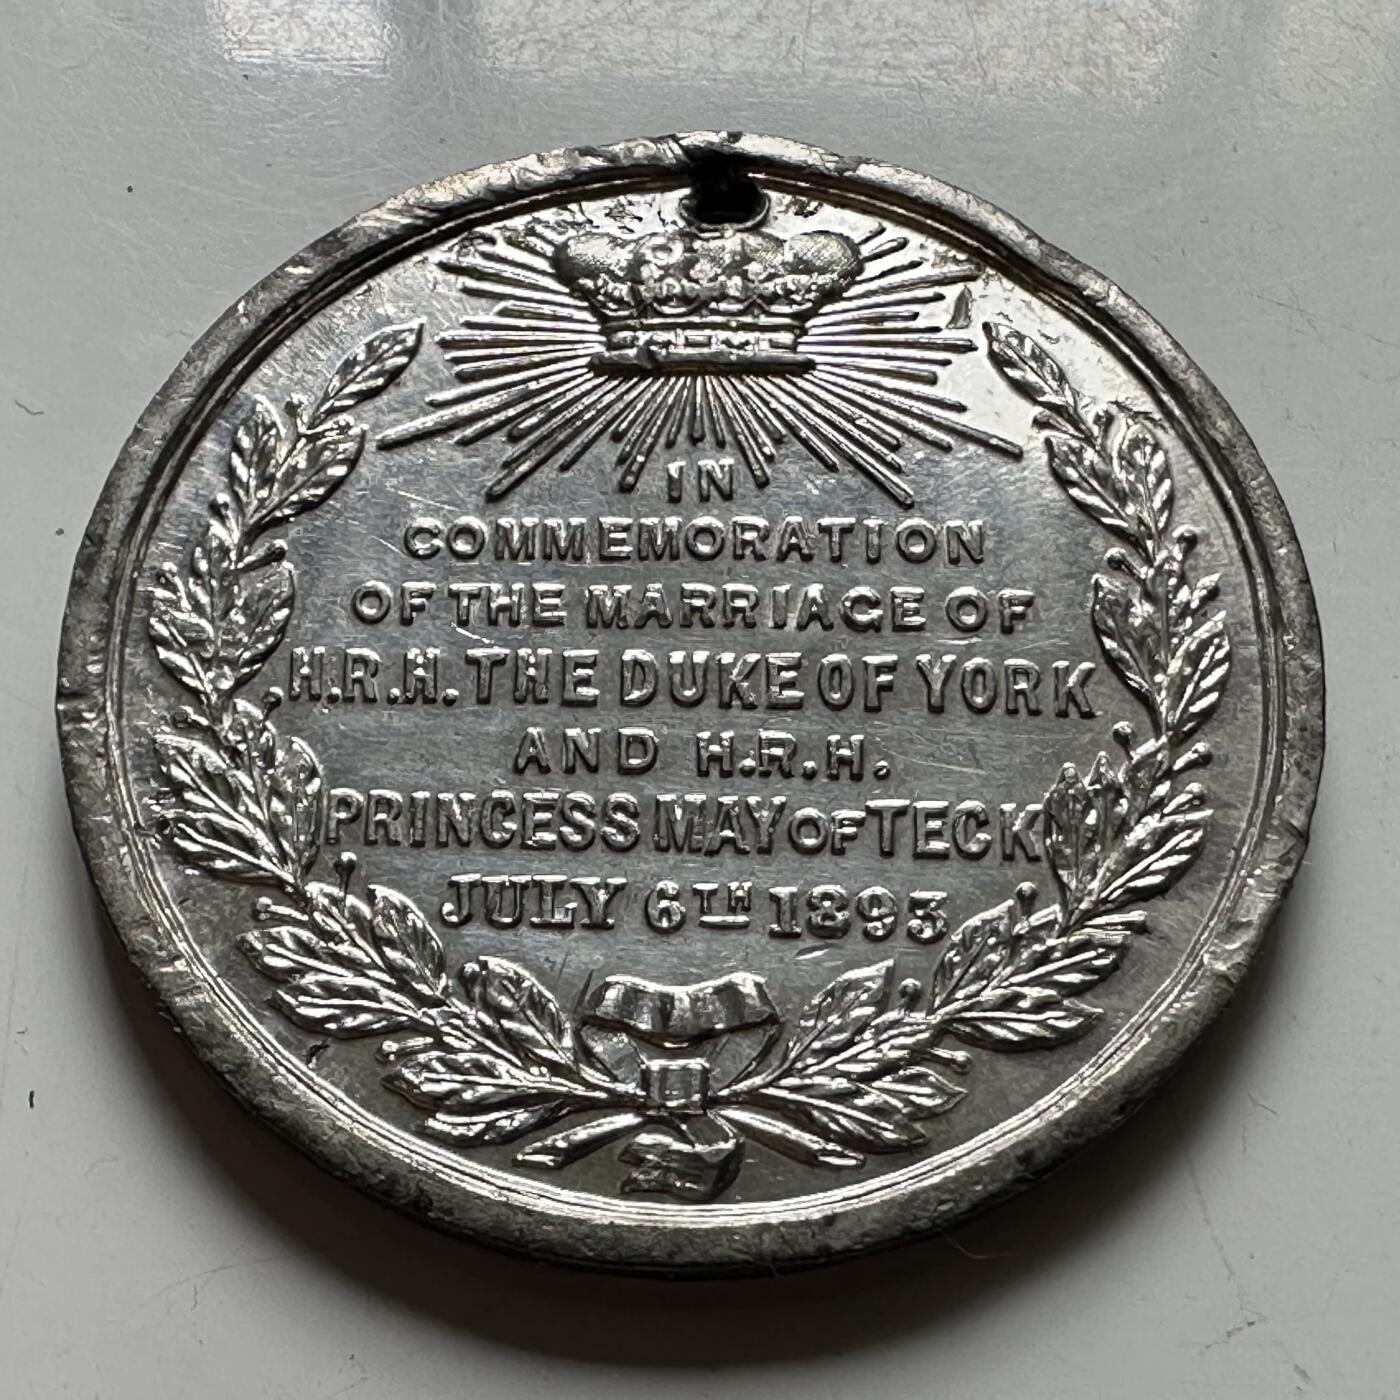 IN
COMMEMORATION
OF THE MARRIAGE OF
H.R.H. THE DUKE OF YORK
AND H.R.H.
PRINCESS MAY OF TECK
JULY 6TH 1893